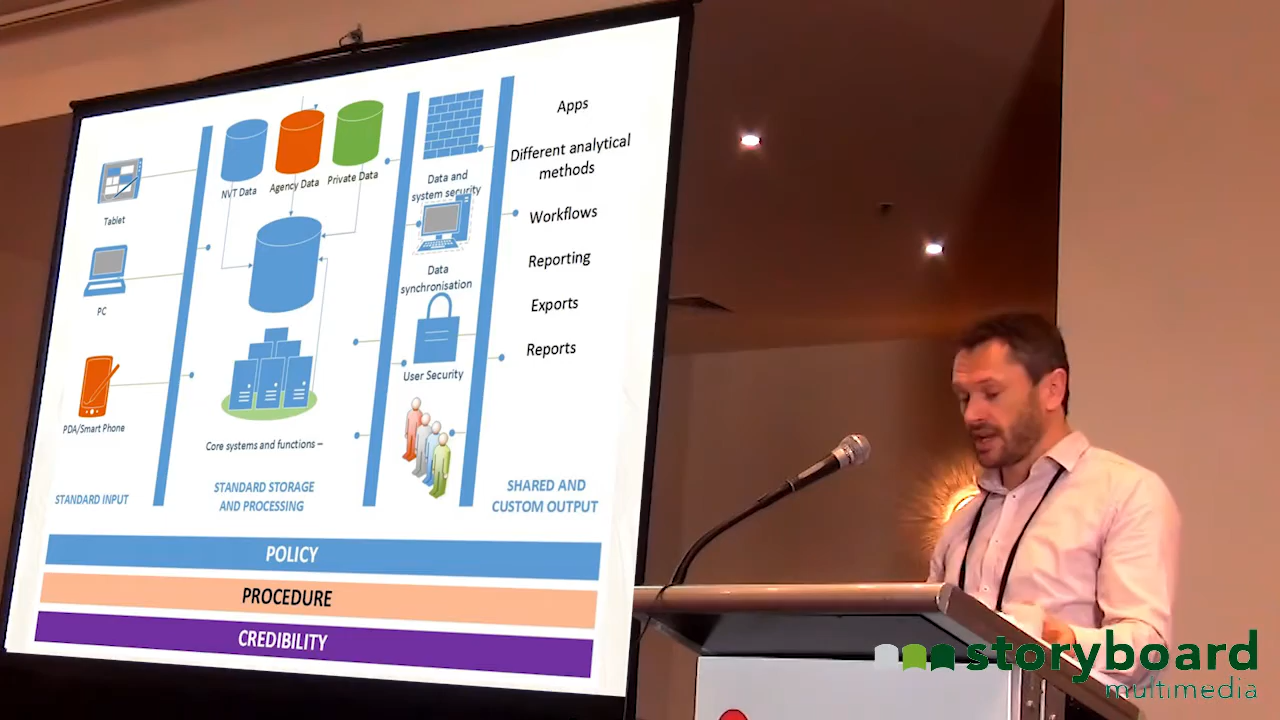 Tablet
PC
PDA/Smart Phone
STANDARD INPUT
NVT Data
Agency Data
Private Data
Core systems and functions –
STANDARD STORAGE
AND PROCESSING
Data and
system security
Data
synchronisation
User Security
Apps
Different analytical
methods
Workflows
Reporting
Exports
Reports
SHARED AND
CUSTOM OUTPUT
POLICY
PROCEDURE
CREDIBILITY
storyboard
multimedia